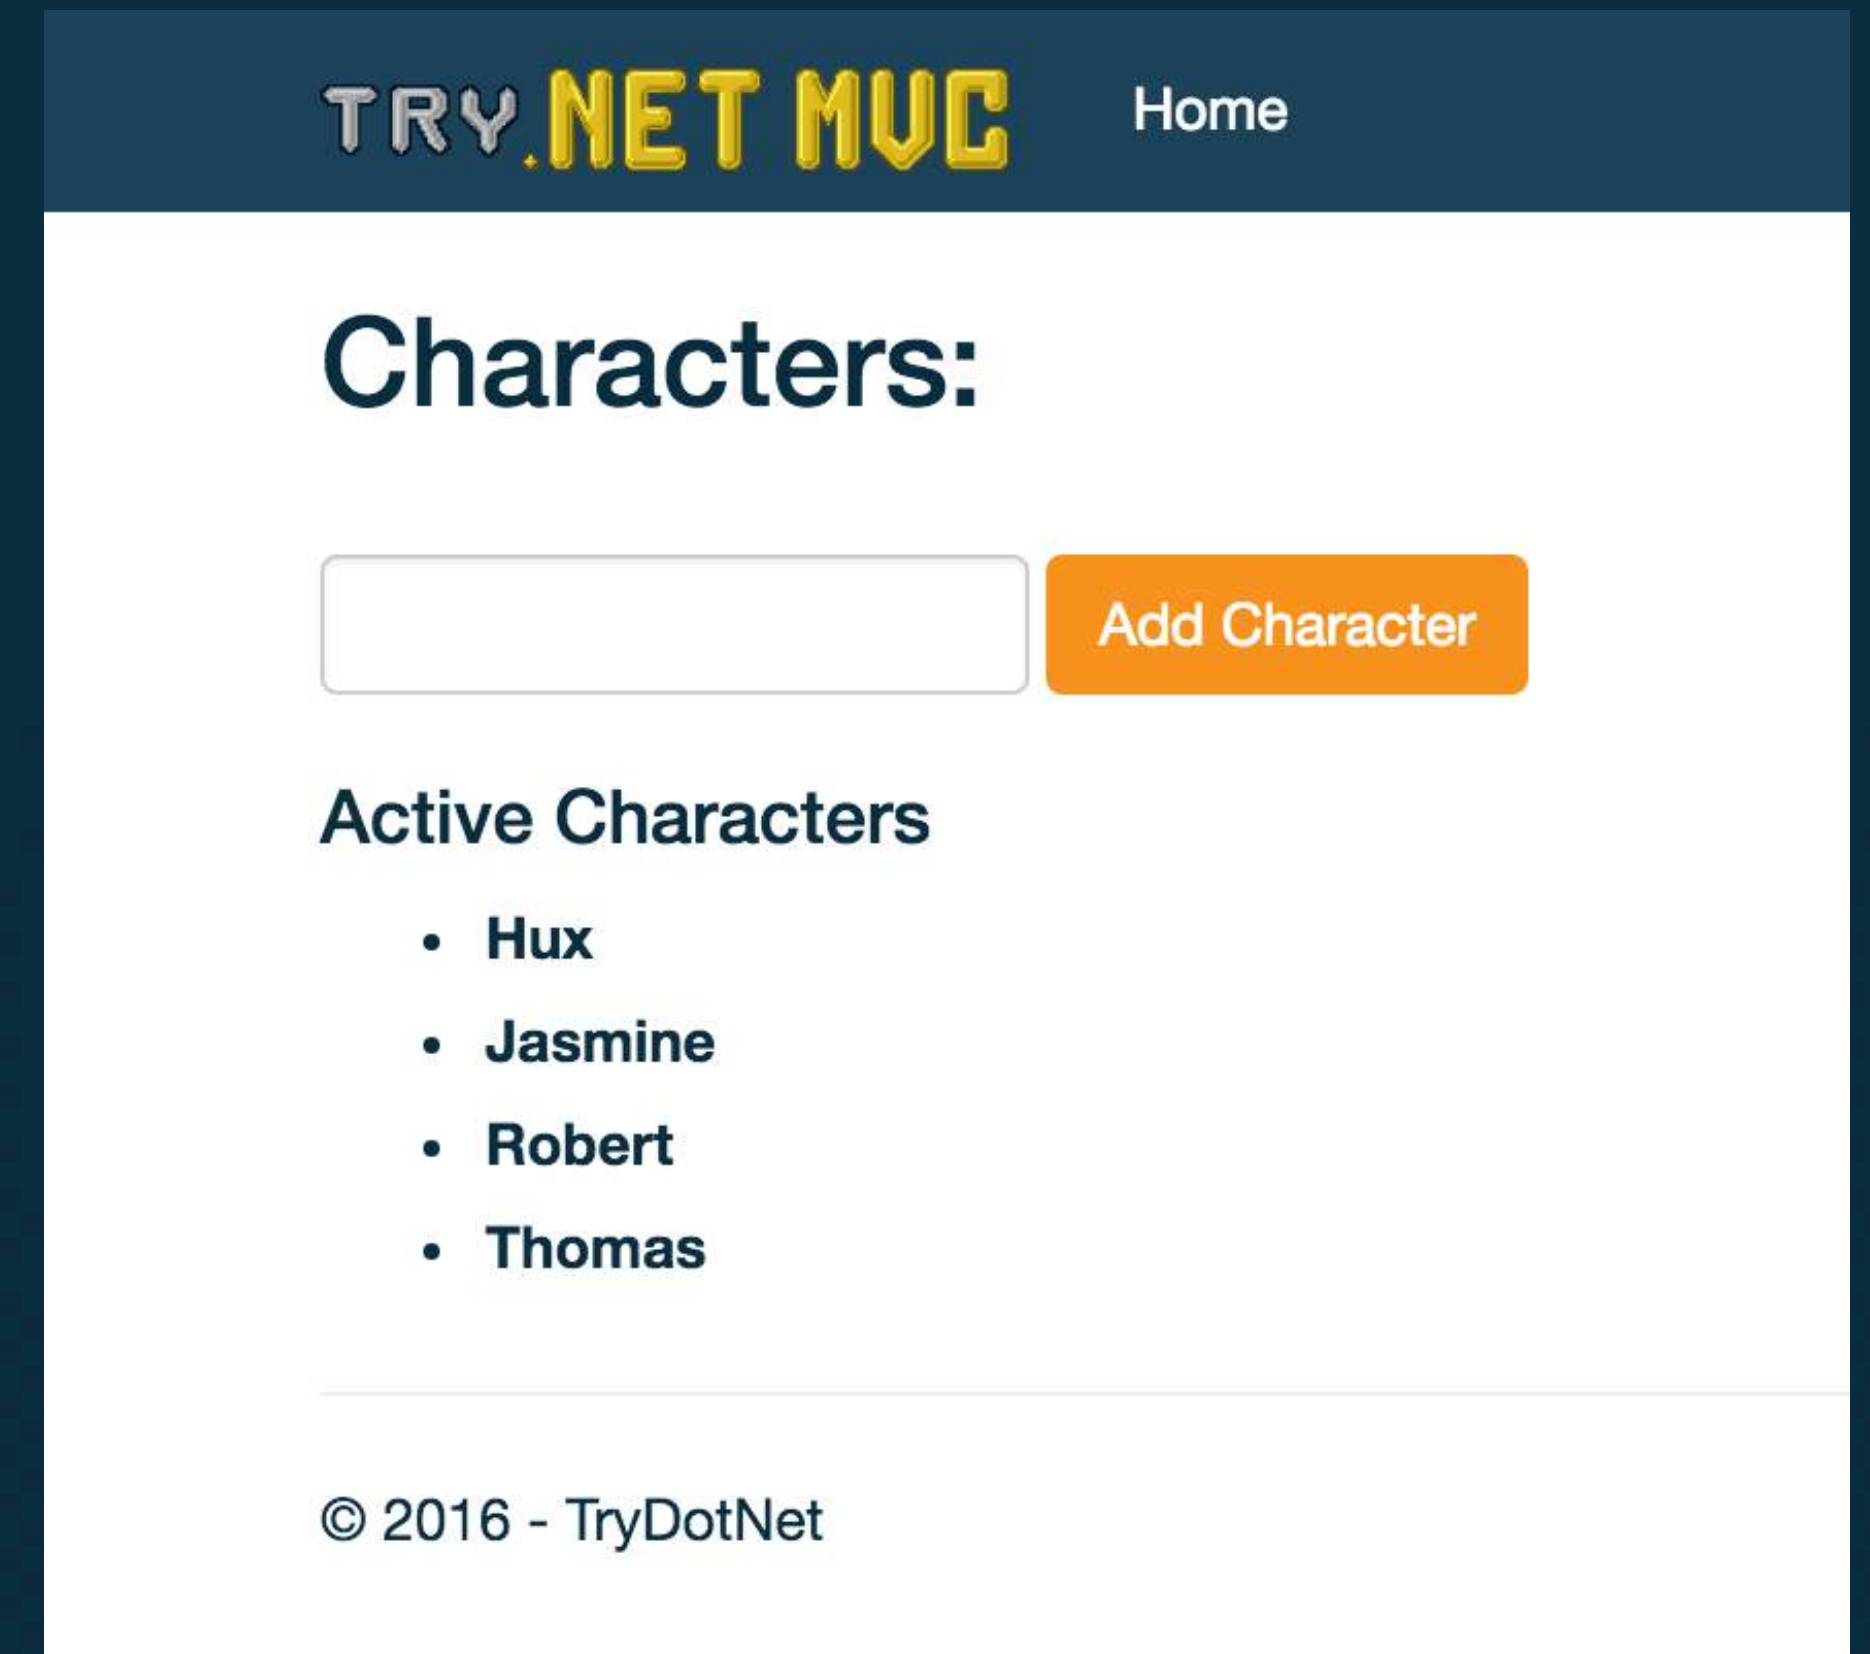 TRY .NET MVC Home
Characters:
Add Character
Active Characters
• Hux
• Jasmine
• Robert
• Thomas
© 2016 - TryDotNet